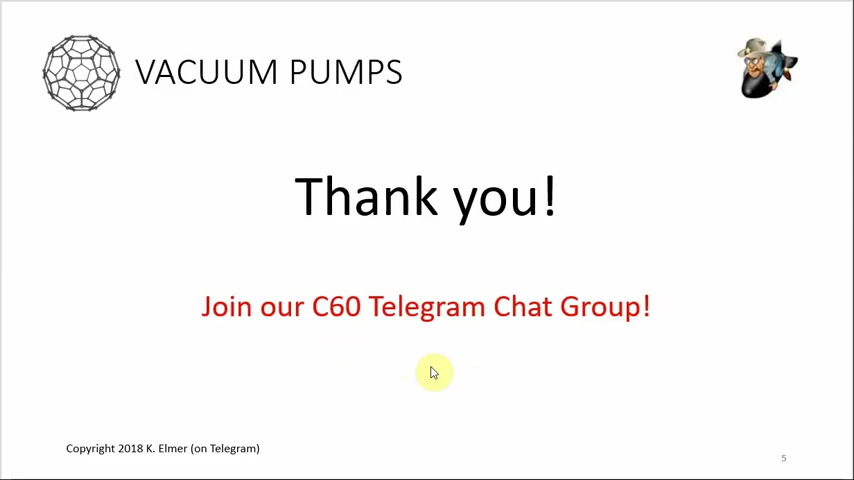 VACUUM PUMPS
Thank you!
Join our C60 Telegram Chat Group!
Copyright 2018 K. Elmer (on Telegram)
5